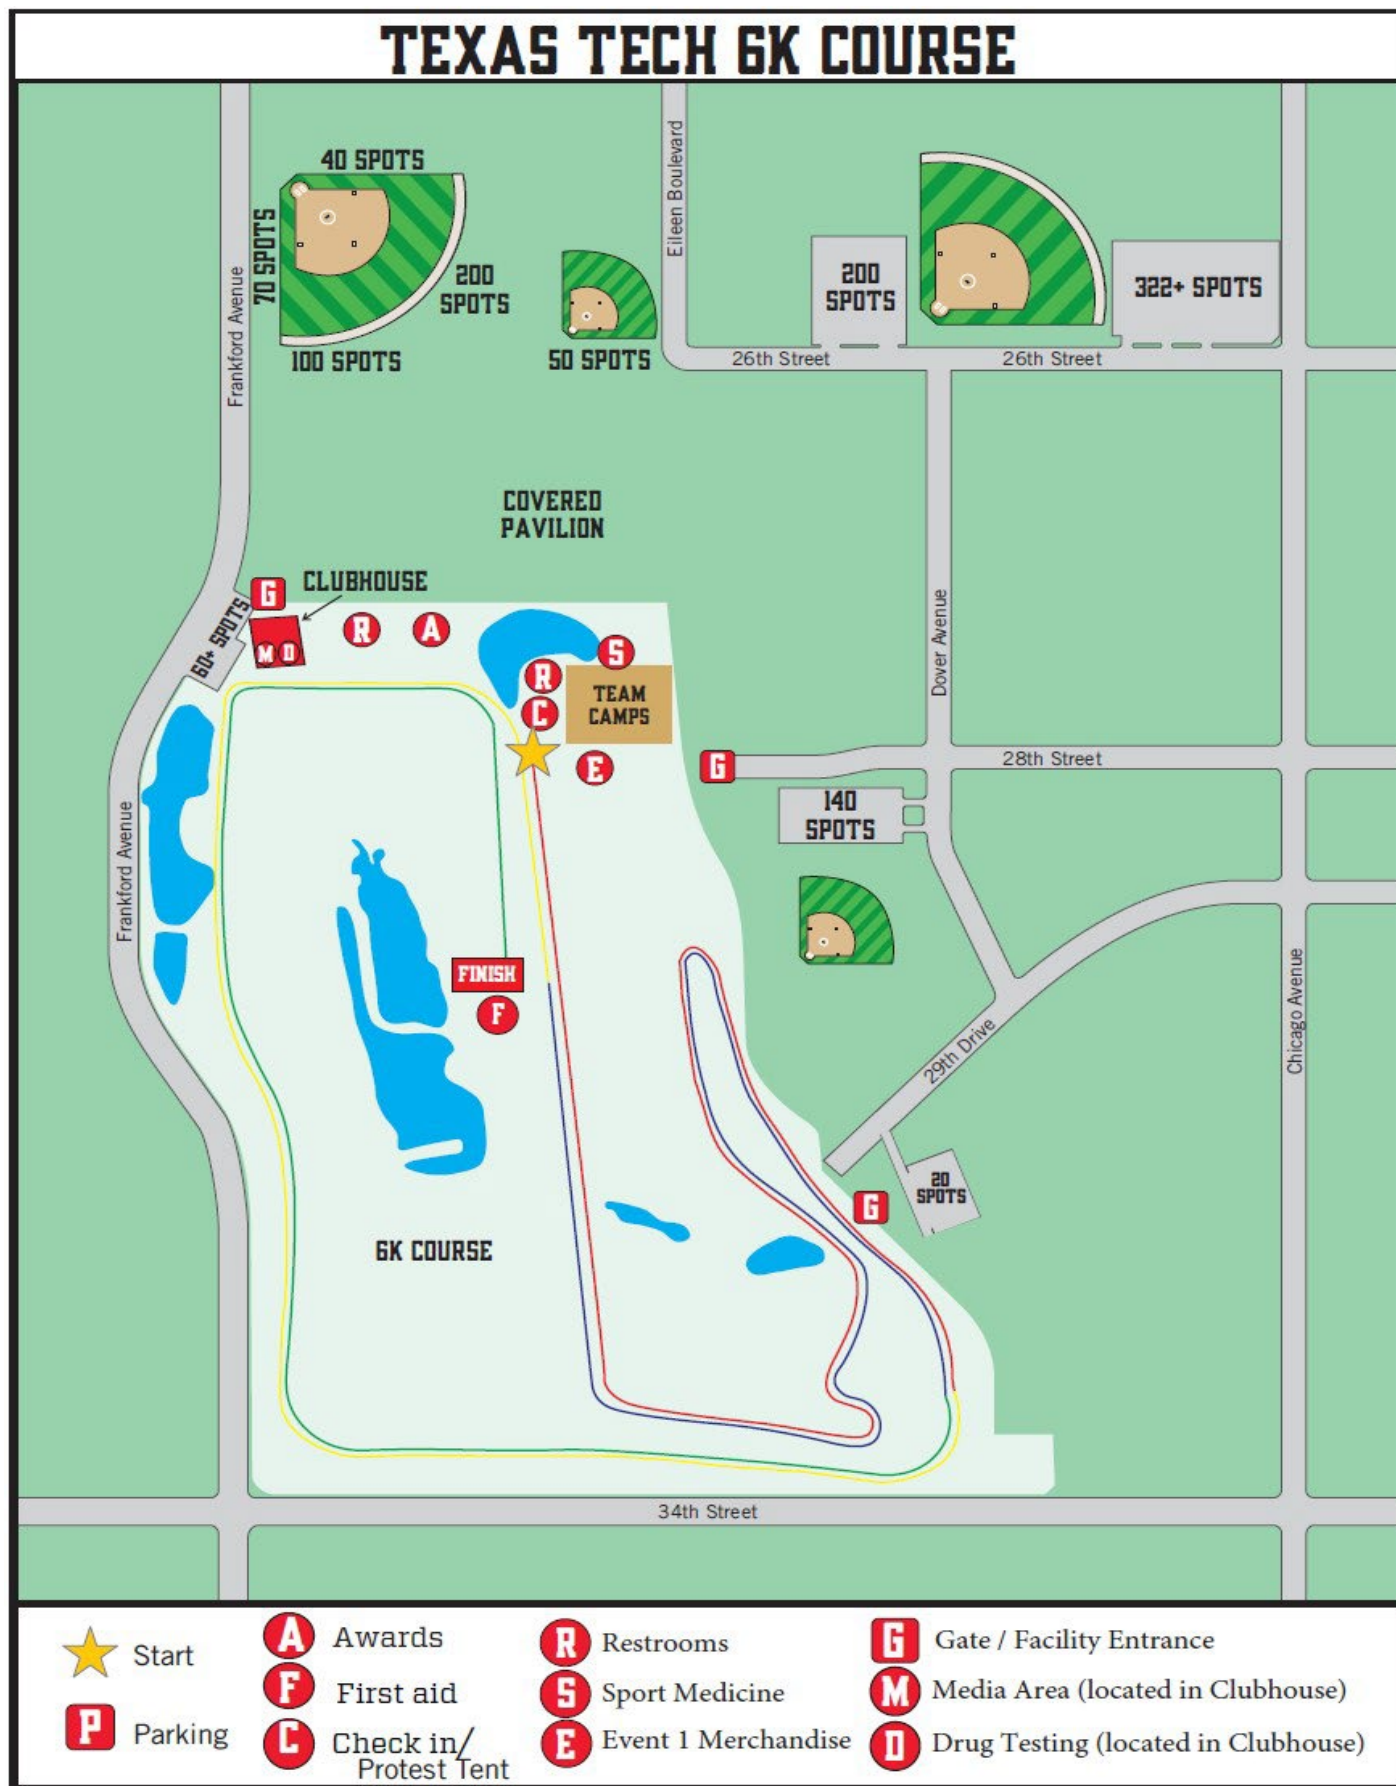 TEXAS TECH 6K COURSE
40 SPOTS
70 SPOTS
200
SPOTS
100 SPOTS
50 SPOTS
Frankford Avenue
Eileen Boulevard
200
SPOTS
322+ SPOTS
26th Street
26th Street
COVERED
PAVILION
G
CLUBHOUSE
60+ SPOTS
M D
R
A
S
R
C
TEAM
CAMPS
E
G
Dover Avenue
28th Street
140
SPOTS
Frankford Avenue
FINISH
F
29th Drive
Chicago Avenue
20
SPOTS
G
6K COURSE
34th Street
Start
P Parking
A Awards
F First aid
C Check in/
Protest Tent
R Restrooms
S Sport Medicine
E Event 1 Merchandise
G Gate / Facility Entrance
M Media Area (located in Clubhouse)
D Drug Testing (located in Clubhouse)